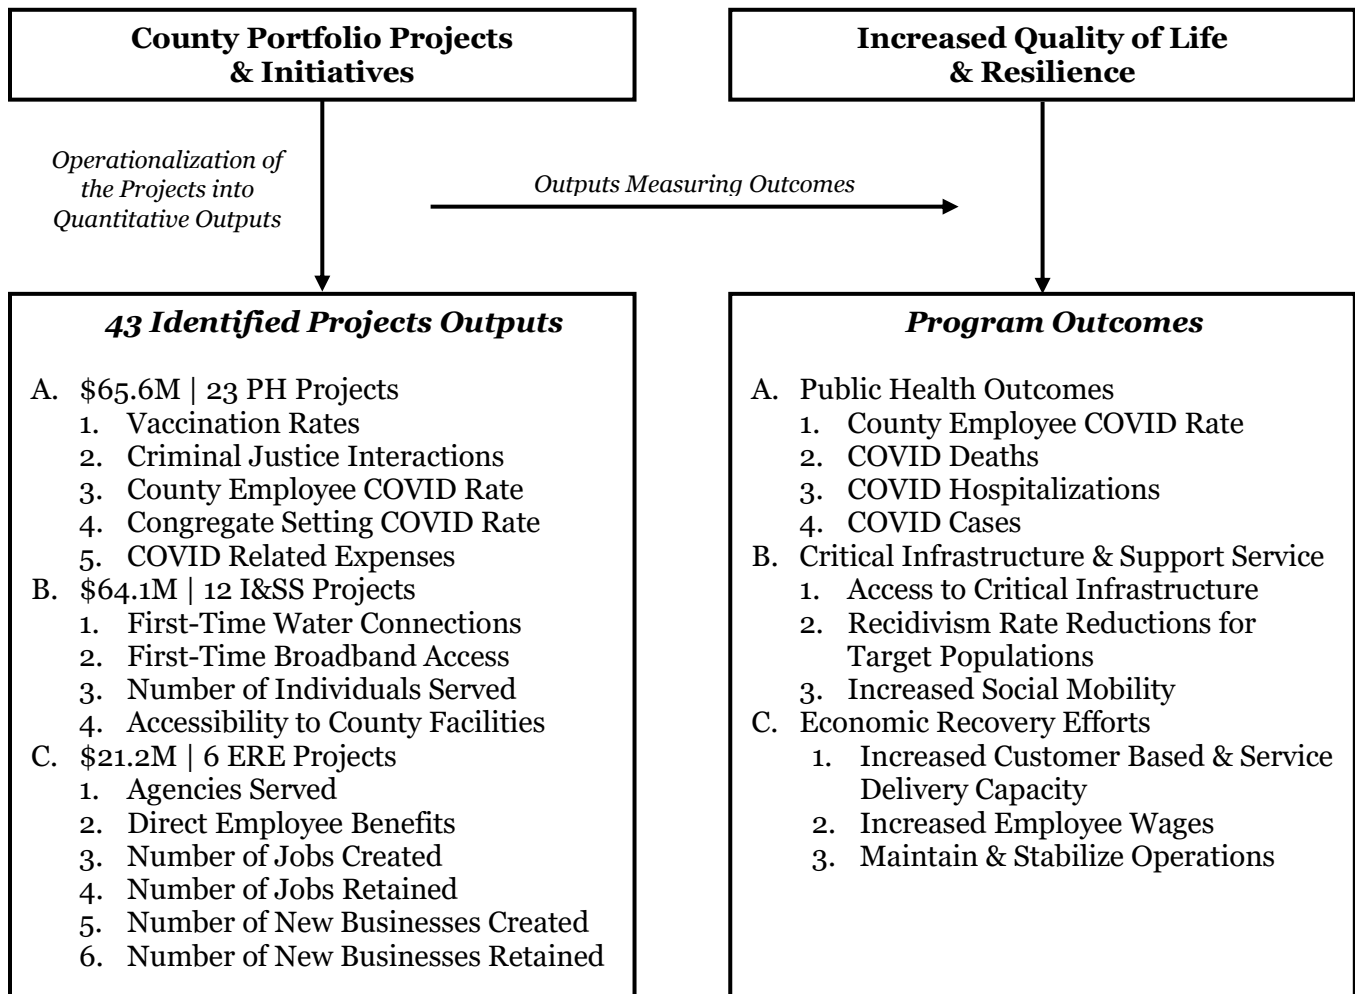 County Portfolio Projects
& Initiatives
Increased Quality of Life
& Resilience
Operationalization of
the Projects into
Quantitative Outputs
Outputs Measuring Outcomes
43 Identified Projects Outputs
A. $65.6M | 23 PH Projects
1. Vaccination Rates
2. Criminal Justice Interactions
3. County Employee COVID Rate
4. Congregate Setting COVID Rate
5. COVID Related Expenses
B. $64.1M | 12 I&SS Projects
1. First-Time Water Connections
2. First-Time Broadband Access
3. Number of Individuals Served
4. Accessibility to County Facilities
C. $21.2M | 6 ERE Projects
1. Agencies Served
2. Direct Employee Benefits
3. Number of Jobs Created
4. Number of Jobs Retained
5. Number of New Businesses Created
6. Number of New Businesses Retained
Program Outcomes
A. Public Health Outcomes
1. County Employee COVID Rate
2. COVID Deaths
3. COVID Hospitalizations
4. COVID Cases
B. Critical Infrastructure & Support Service
1. Access to Critical Infrastructure
2. Recidivism Rate Reductions for
Target Populations
3. Increased Social Mobility
C. Economic Recovery Efforts
1. Increased Customer Based & Service
Delivery Capacity
2. Increased Employee Wages
3. Maintain & Stabilize Operations